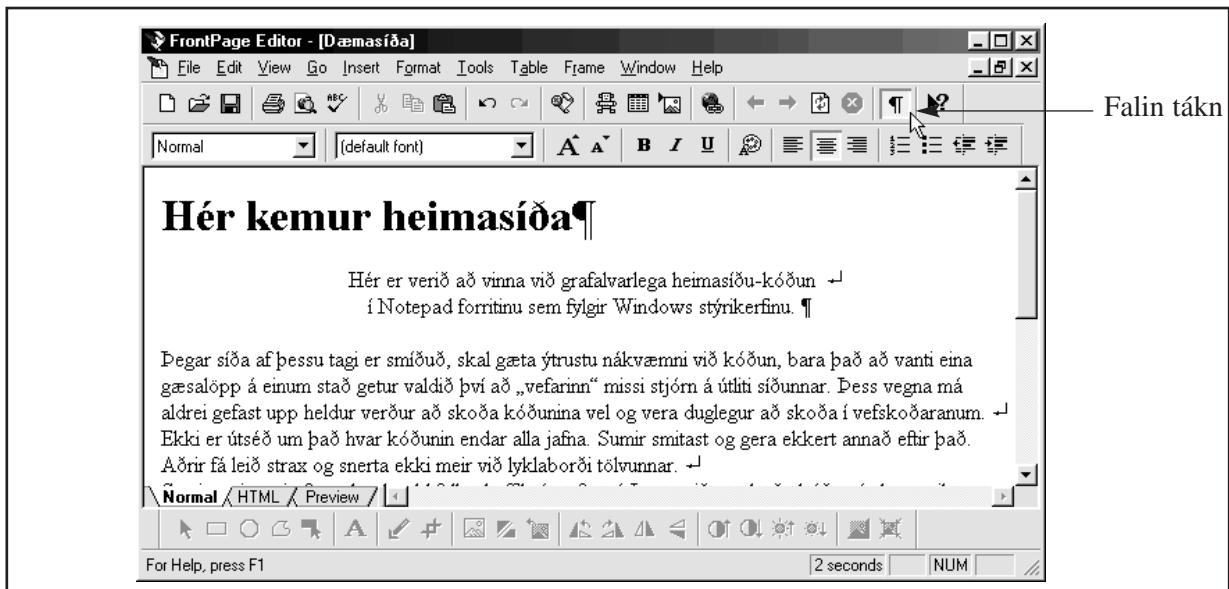 FrontPage Editor - [Dæmasíða]
File Edit View Go Insert Format Tools Table Frame Window Help
ABC ¶ ?
Falin tákn
Normal (default font) A A B I U
Hér kemur heimasíða¶
Hér er verið að vinna við grafalvarlega heimasíðu-kóðun ↵
í Notepad forritinu sem fylgir Windows stýrikerfinu. ¶
Þegar síða af þessu tagi er smíðuð, skal gæta ýtrustu nákvæmni við kóðun, bara það að vanti eina
gæsalöpp á einum stað getur valdið því að „vefarinn“ missi stjórn á útliti síðunnar. Þess vegna má
aldrei gefast upp heldur verður að skoða kóðunina vel og vera duglegur að skoða í vefskoðaranum. ↵
Ekki er útséð um það hvar kóðunin endar alla jafna. Sumir smitast og gera ekkert annað eftir það.
Aðrir fá leið strax og snerta ekki meir við lyklaborði tölvunnar. ↵
Normal HTML Preview
A
For Help, press F1 2 seconds NUM